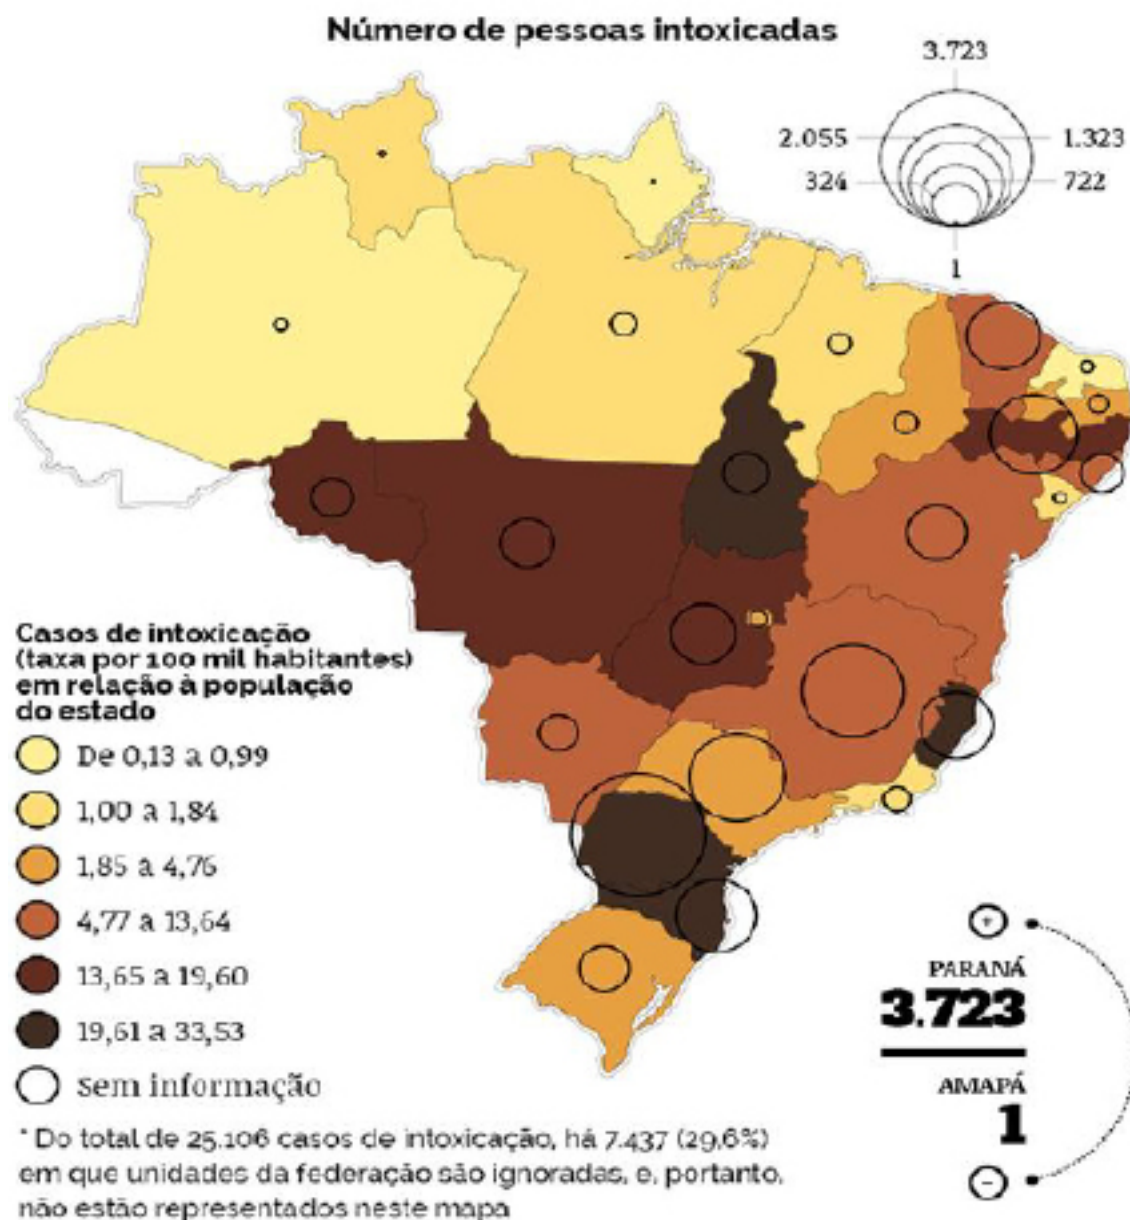 Número de pessoas intoxicadas
3.723
2.055
1.323
324
722
1
Casos de intoxicação
(taxa por 100 mil habitantes)
em relação à população
do estado
De 0,13 a 0,99
1,00 a 1,84
1,85 a 4,76
4,77 a 13,64
13,65 a 19,60
19,61 a 33,53
Sem informação
+
PARANÁ
3.723
AMAPÁ
1
−
* Do total de 25.106 casos de intoxicação, há 7.437 (29,6%)
em que unidades da federação são ignoradas, e, portanto,
não estão representados neste mapa